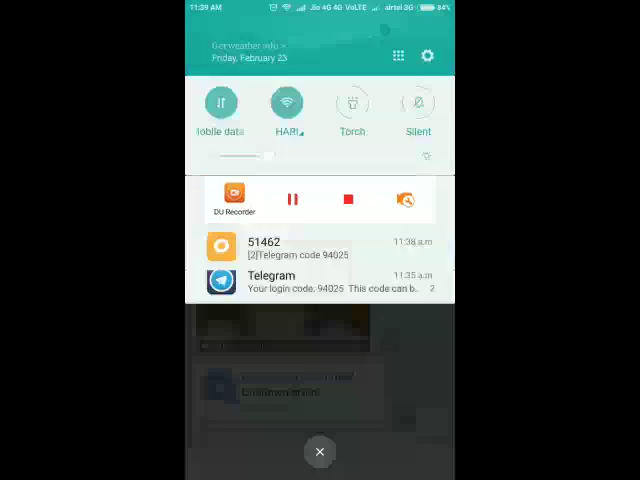 11:39 AM
Jio 4G 4G VoLTE airtel 3G 84%
Get weather info >
Friday, February 23
lobile data
HARI
Torch
Silent
DU Recorder
51462 11:38 a.m
[2]Telegram code 94025
Telegram 11:35 a.m
Your login code: 94025 This code can b.. 2